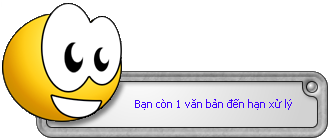 Bạn còn 1 văn bản đến hạn xử lý